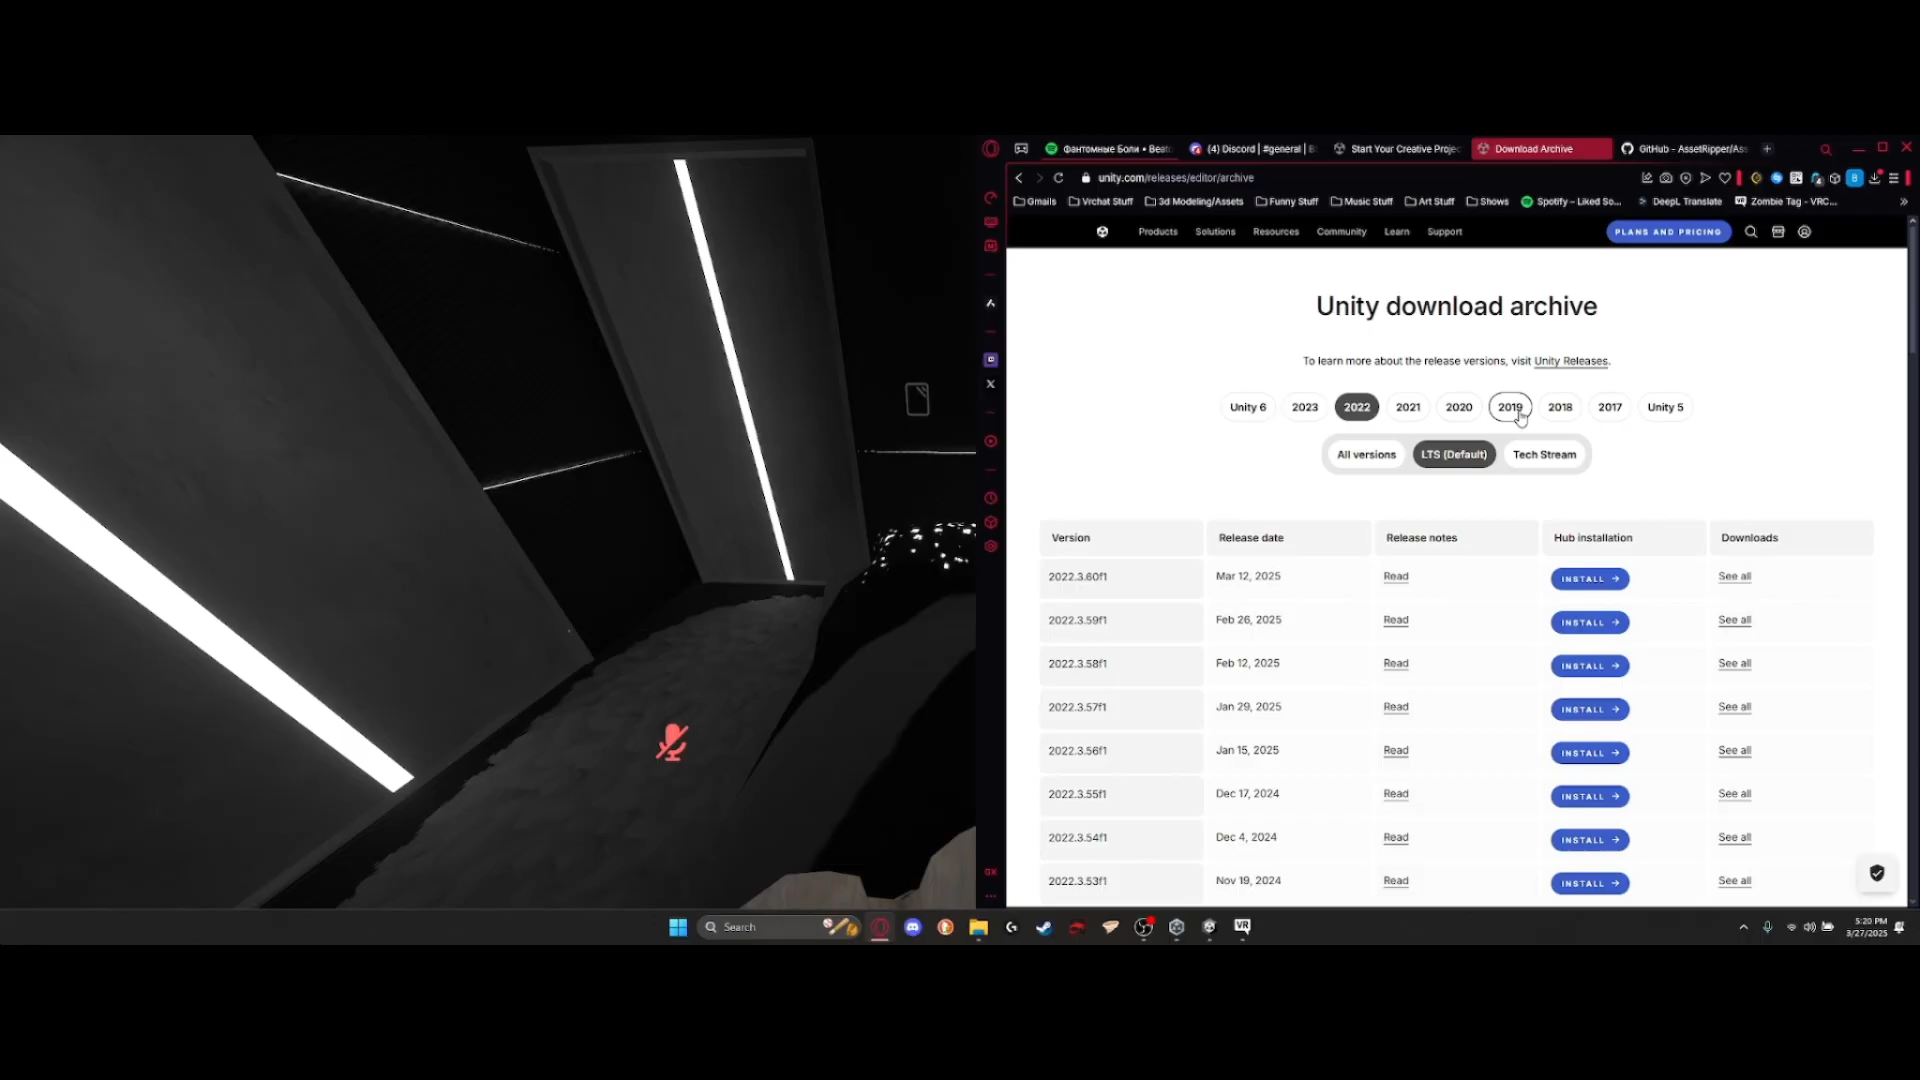 Фантомные Боли • Beato
(4) Discord | #general | B
Start Your Creative Projec
Download Archive
GitHub - AssetRipper/Ass
unity.com/releases/editor/archive
Gmails
Vrchat Stuff
3d Modeling/Assets
Funny Stuff
Music Stuff
Art Stuff
Shows
Spotify – Liked So...
DeepL Translate
Zombie Tag - VRC...
Products
Solutions
Resources
Community
Learn
Support
PLANS AND PRICING
Unity download archive
To learn more about the release versions, visit Unity Releases.
Unity 6
2023
2022
2021
2020
2019
2018
2017
Unity 5
All versions
LTS (Default)
Tech Stream
Version Release date Release notes Hub installation Downloads
2022.3.60f1 Mar 12, 2025 Read INSTALL → See all
2022.3.59f1 Feb 26, 2025 Read INSTALL → See all
2022.3.58f1 Feb 12, 2025 Read INSTALL → See all
2022.3.57f1 Jan 29, 2025 Read INSTALL → See all
2022.3.56f1 Jan 15, 2025 Read INSTALL → See all
2022.3.55f1 Dec 17, 2024 Read INSTALL → See all
2022.3.54f1 Dec 4, 2024 Read INSTALL → See all
2022.3.53f1 Nov 19, 2024 Read INSTALL → See all
Search
VR
5:20 PM
3/27/2025